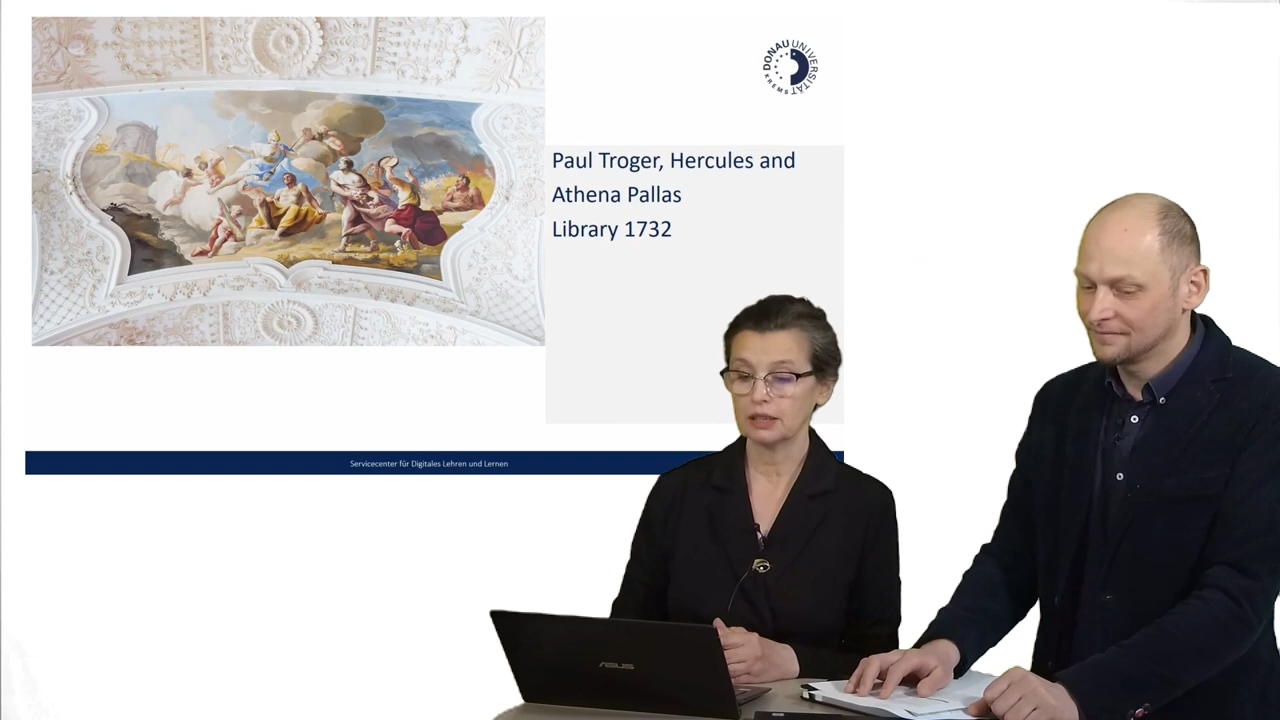 DONAU UNIVERSITÄT
KREMS
Paul Troger, Hercules and
Athena Pallas
Library 1732
Servicecenter für Digitales Lehren und Lernen
ASUS